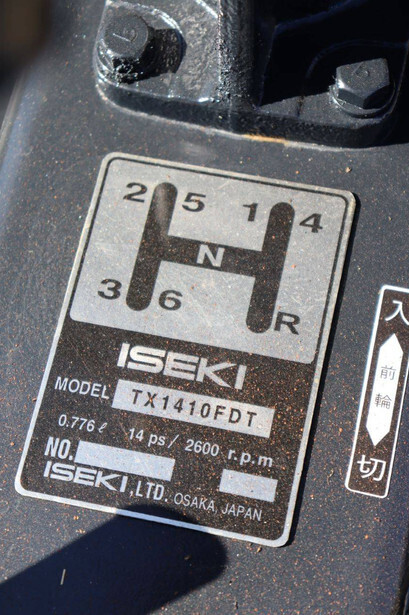 2 5 1 4
N
3 6 R
ISEKI
MODEL TX1410FDT
0.776ℓ 14 ps/ 2600 r.p.m
NO.
ISEKI,LTD. OSAKA, JAPAN
入
前輪
切